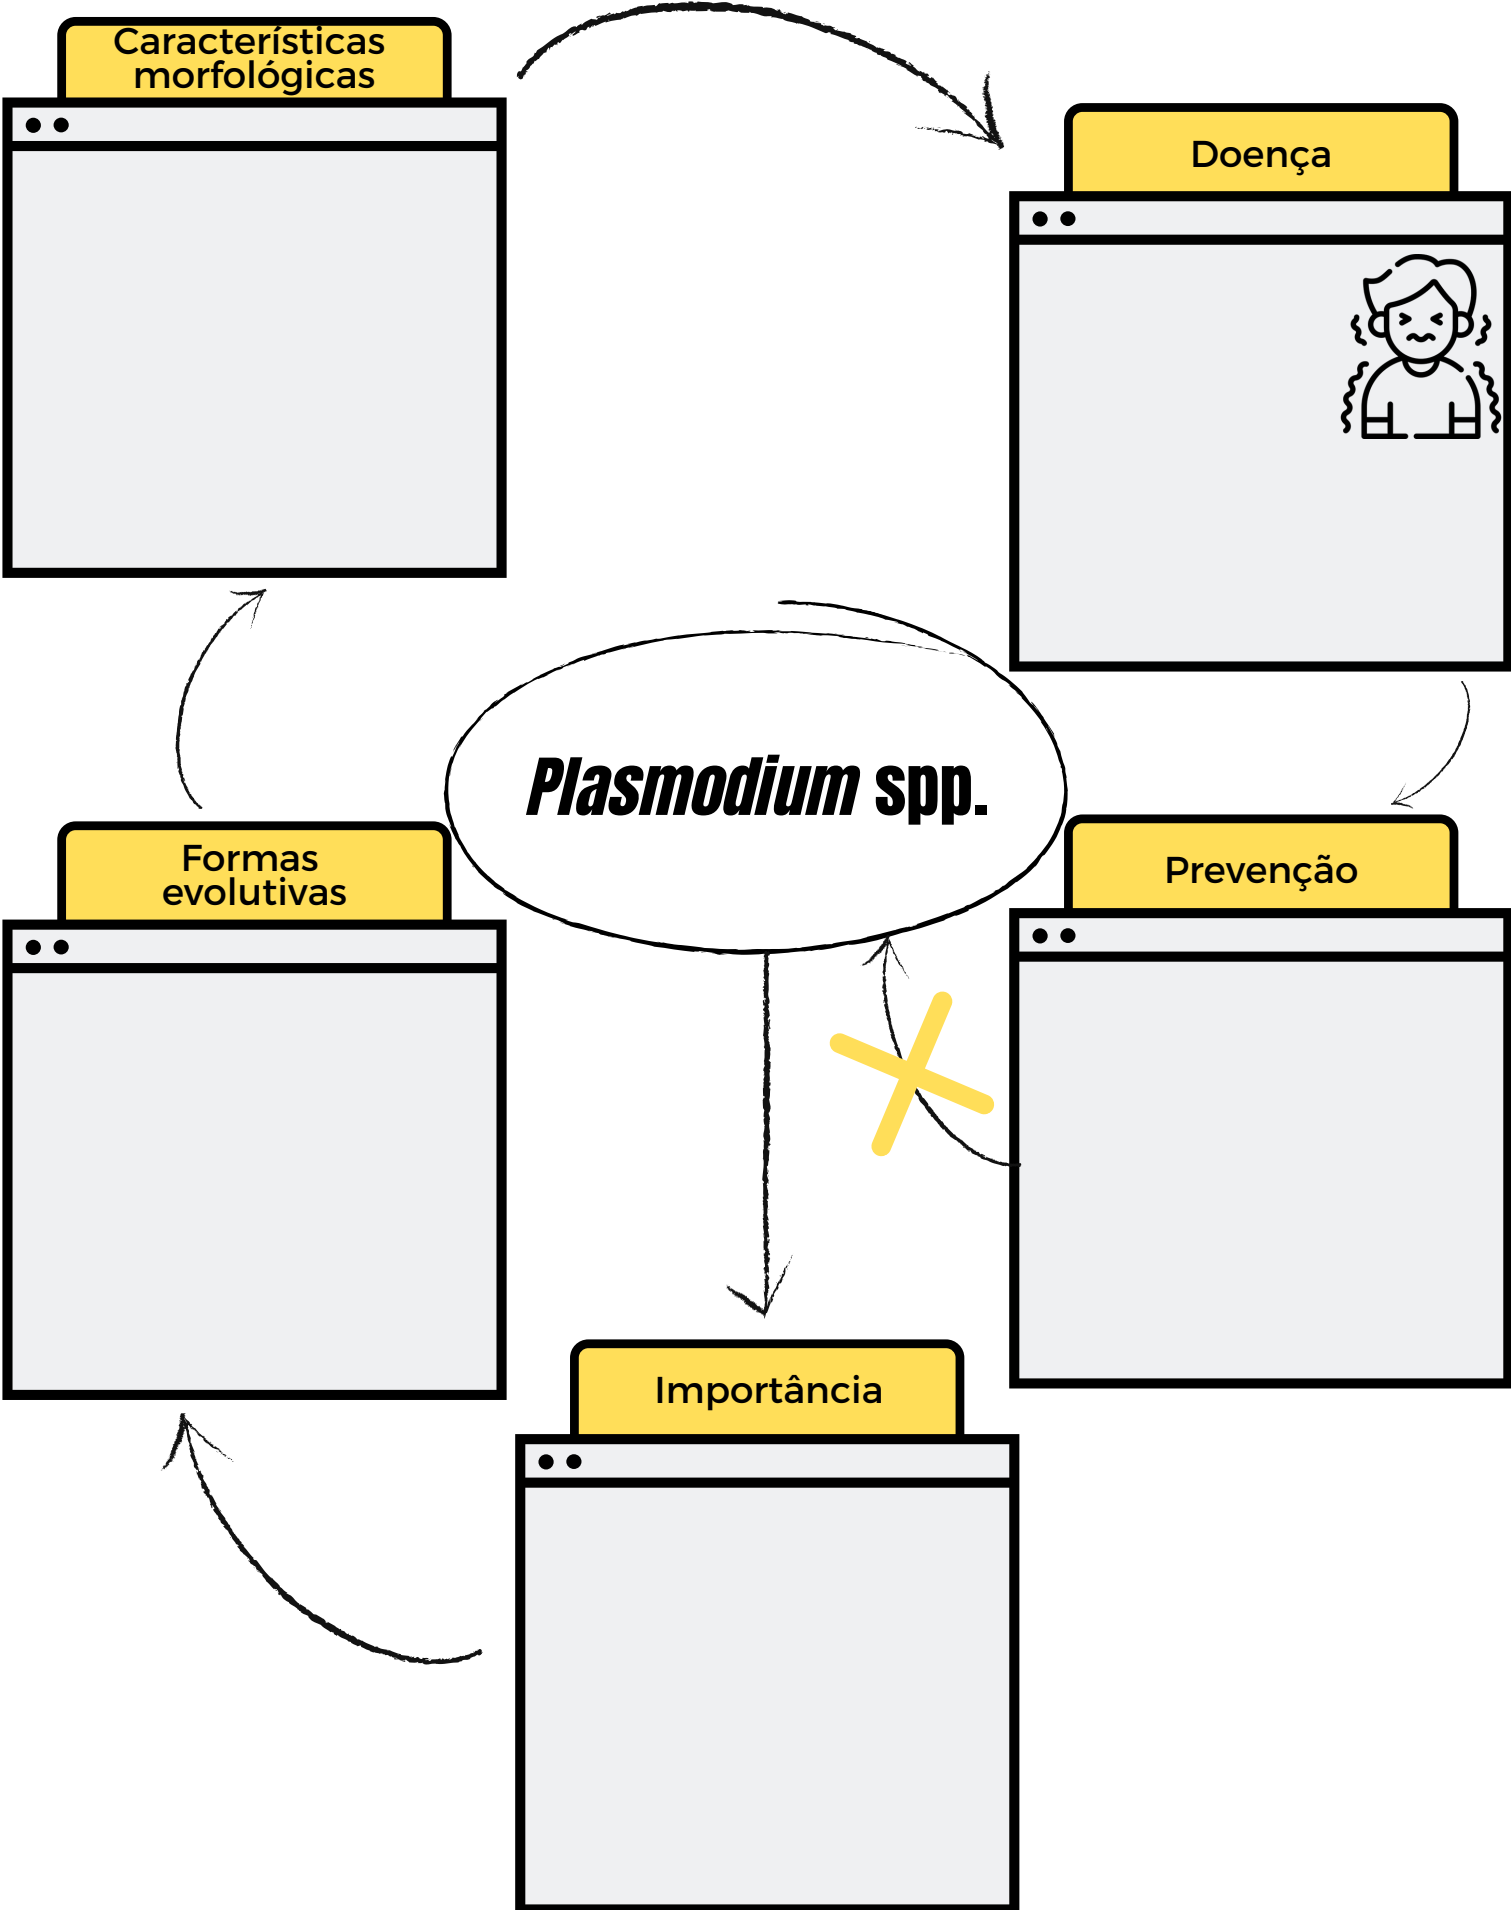 Características
morfológicas
Doença
Plasmodium spp.
Formas
evolutivas
Prevenção
Importância